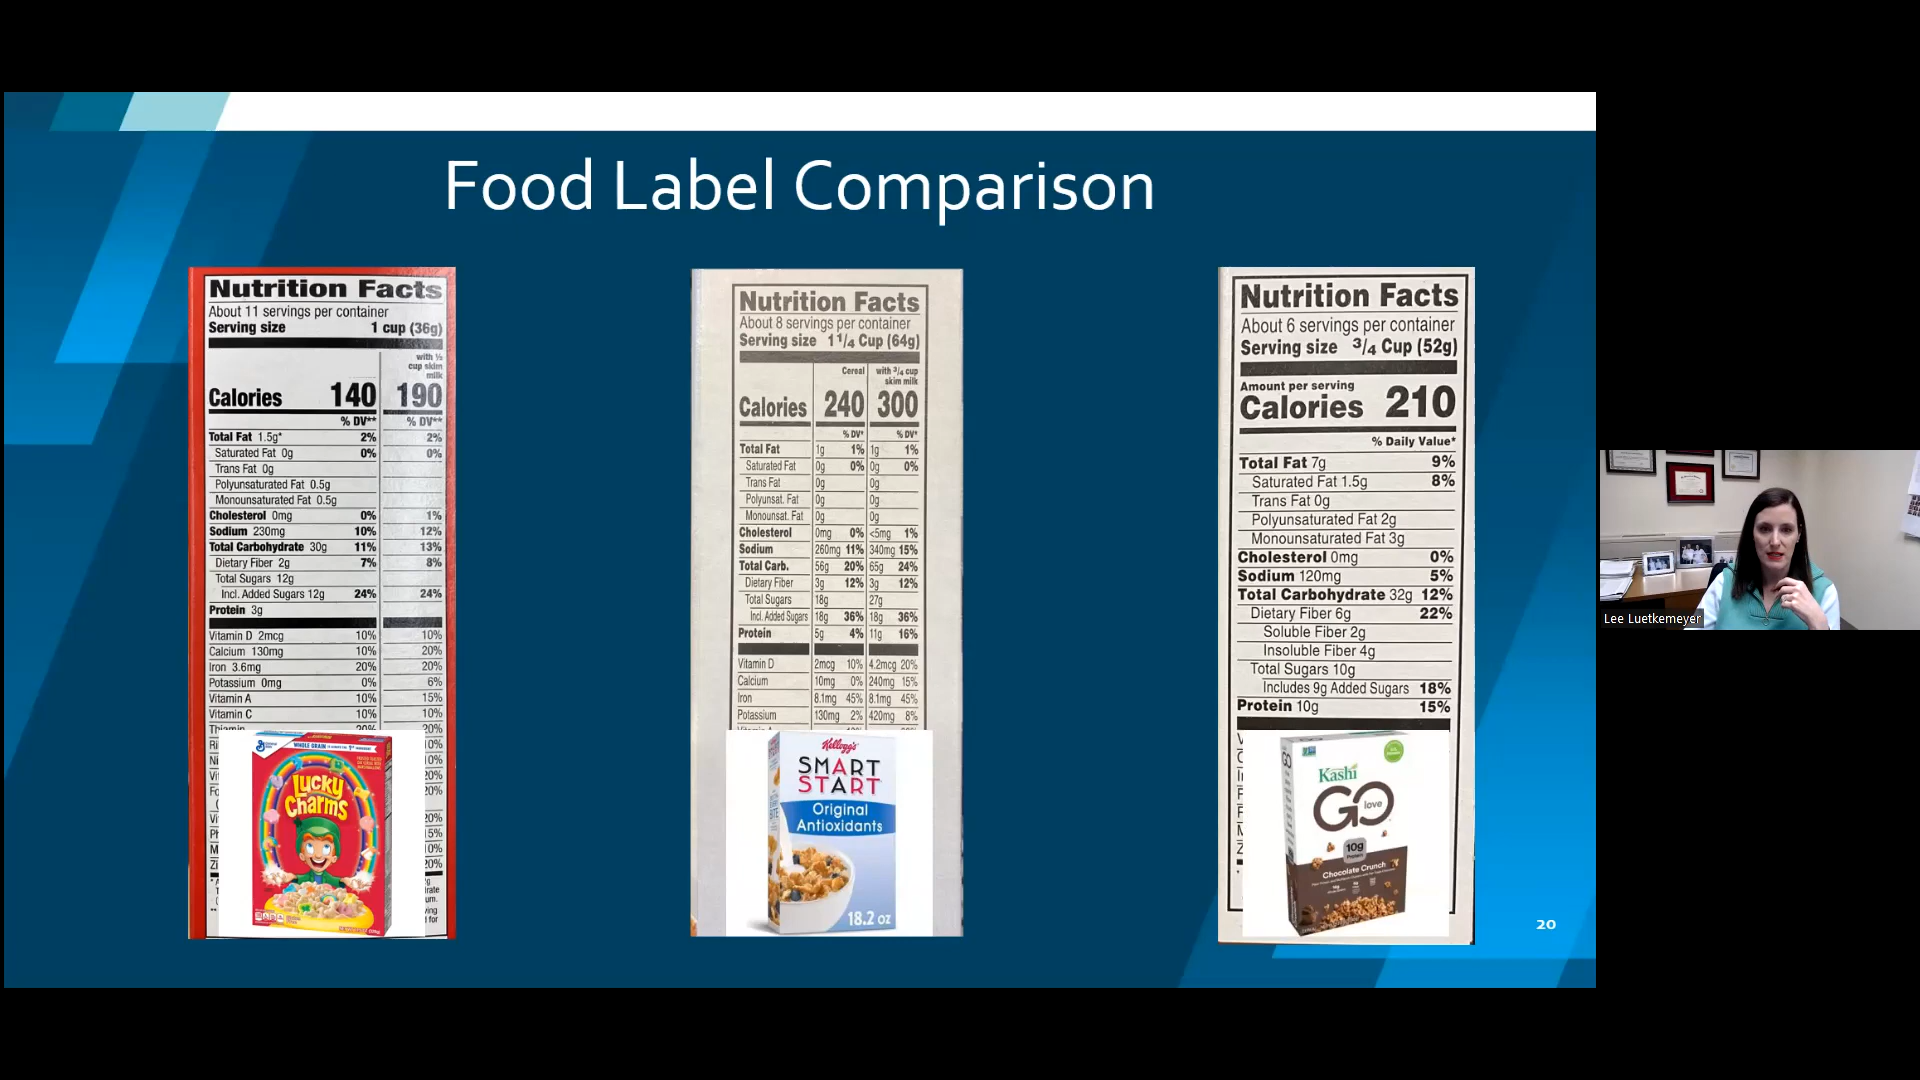 Food Label Comparison
Nutrition Facts
About 11 servings per container
Serving size 1 cup (36g)
with ½
cup skim
milk
Calories 140 190
% DV** % DV**
Total Fat 1.5g* 2% 2%
Saturated Fat 0g 0% 0%
Trans Fat 0g
Polyunsaturated Fat 0.5g
Monounsaturated Fat 0.5g
Cholesterol 0mg 0% 1%
Sodium 230mg 10% 12%
Total Carbohydrate 30g 11% 13%
Dietary Fiber 2g 7% 8%
Total Sugars 12g
Incl. Added Sugars 12g 24% 24%
Protein 3g
Vitamin D 2mcg 10% 10%
Calcium 130mg 10% 20%
Iron 3.6mg 20% 20%
Potassium 0mg 0% 6%
Vitamin A 10% 15%
Vitamin C 10% 10%
Thiamin 20% 20%
WHOLE GRAIN
Lucky
Charms
Nutrition Facts
About 8 servings per container
Serving size 1 1/4 Cup (64g)
Cereal with 3/4 cup
skim milk
Calories 240 300
% DV* % DV*
Total Fat 1g 1% 1g 1%
Saturated Fat 0g 0% 0g 0%
Trans Fat 0g 0g
Polyunsat. Fat 0g 0g
Monounsat. Fat 0g 0g
Cholesterol 0mg 0% <5mg 1%
Sodium 260mg 11% 340mg 15%
Total Carb. 56g 20% 65g 24%
Dietary Fiber 3g 12% 3g 12%
Total Sugars 18g 27g
Incl. Added Sugars 18g 36% 18g 36%
Protein 5g 4% 11g 16%
Vitamin D 2mcg 10% 4.2mcg 20%
Calcium 10mg 0% 240mg 15%
Iron 8.1mg 45% 8.1mg 45%
Potassium 130mg 2% 420mg 8%
Kellogg's
SMART
START
Original
Antioxidants
18.2 oz
Nutrition Facts
About 6 servings per container
Serving size 3/4 Cup (52g)
Amount per serving
Calories 210
% Daily Value*
Total Fat 7g 9%
Saturated Fat 1.5g 8%
Trans Fat 0g
Polyunsaturated Fat 2g
Monounsaturated Fat 3g
Cholesterol 0mg 0%
Sodium 120mg 5%
Total Carbohydrate 32g 12%
Dietary Fiber 6g 22%
Soluble Fiber 2g
Insoluble Fiber 4g
Total Sugars 10g
Includes 9g Added Sugars 18%
Protein 10g 15%
Kashi
GO
love
10g
Protein
Chocolate Crunch
20
Lee Luetkemeyer